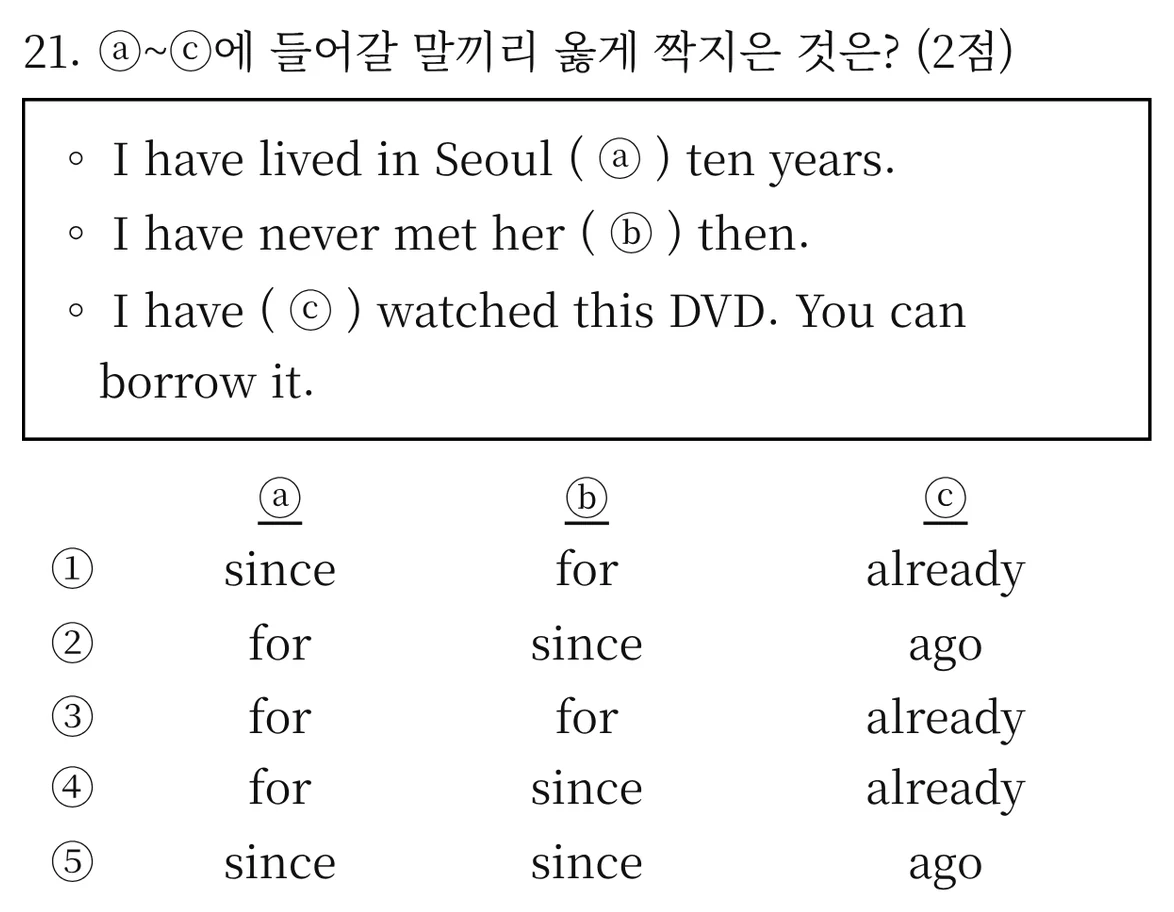 21. ⓐ~ⓒ에 들어갈 말끼리 옳게 짝지은 것은? (2점)
◦ I have lived in Seoul ( ⓐ ) ten years.
◦ I have never met her ( ⓑ ) then.
◦ I have ( ⓒ ) watched this DVD. You can
borrow it.
ⓐ ⓑ ⓒ
① since for already
② for since ago
③ for for already
④ for since already
⑤ since since ago